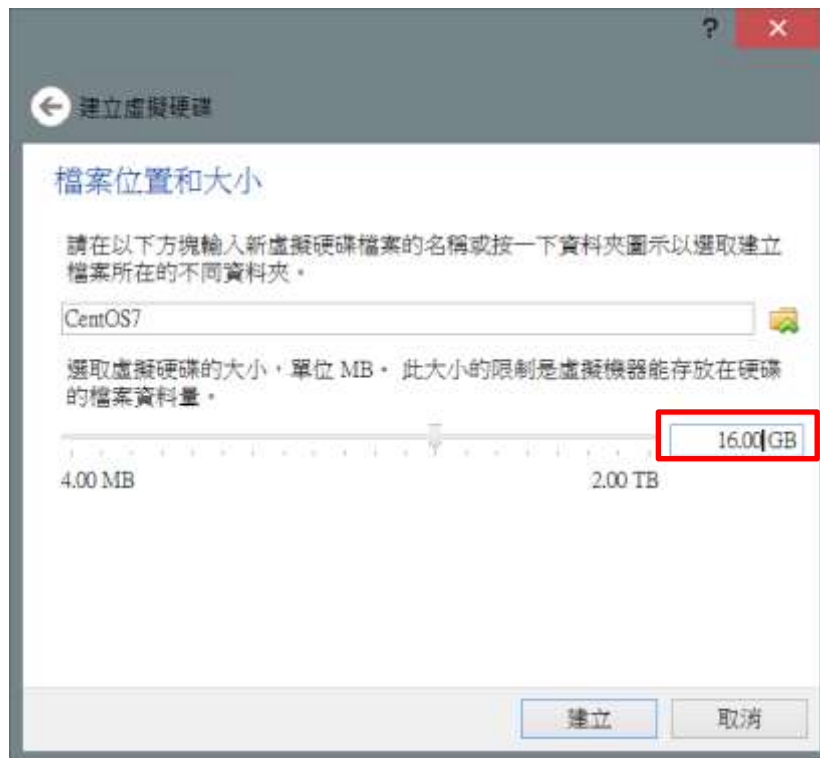 ?
建立虛擬硬碟
檔案位置和大小
請在以下方塊輸入新虛擬硬碟檔案的名稱或按一下資料夾圖示以選取建立
檔案所在的不同資料夾。
CentOS7
選取虛擬硬碟的大小，單位 MB。 此大小的限制是虛擬機器能存放在硬碟
的檔案資料量。
16.00 GB
4.00 MB 2.00 TB
建立 取消